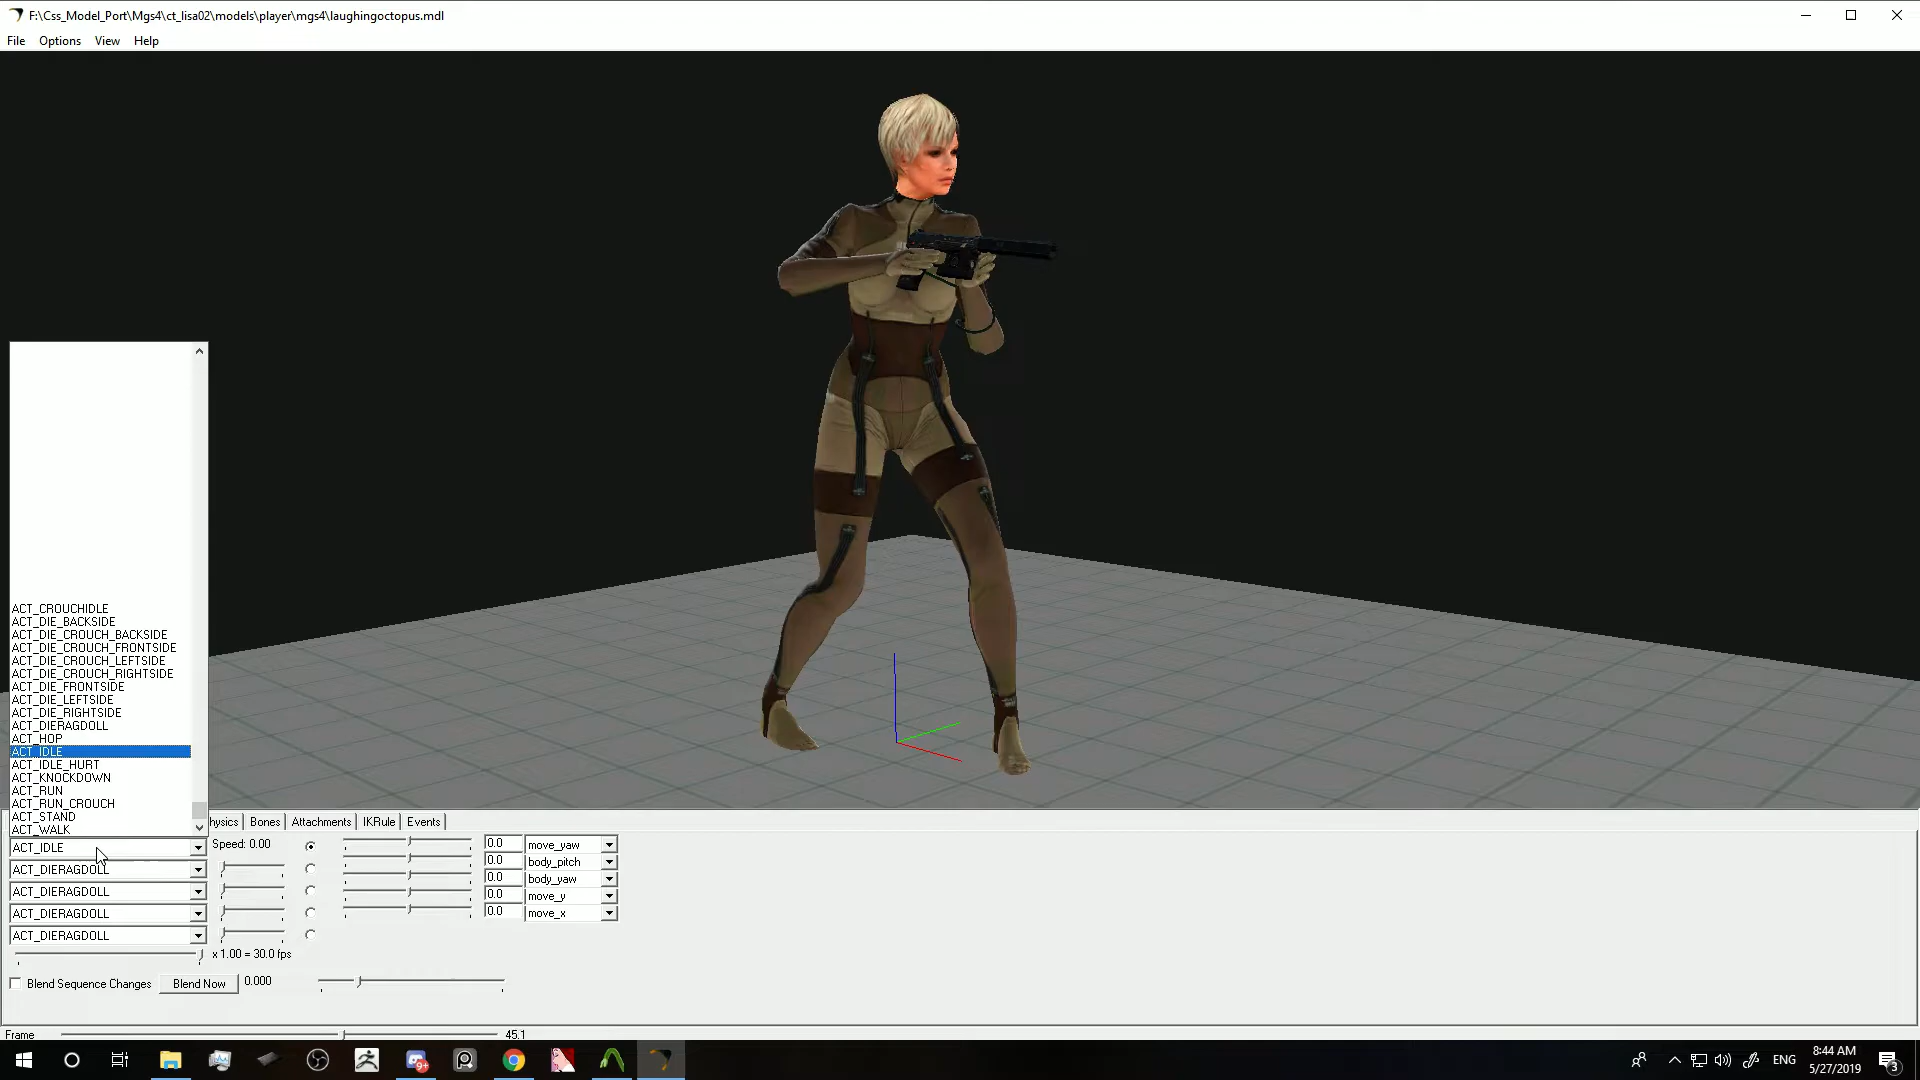 F:\Css_Model_Port\Mgs4\ct_lisa02\models\player\mgs4\laughingoctopus.mdl
File Options View Help
ACT_CROUCHIDLE
ACT_DIE_BACKSIDE
ACT_DIE_CROUCH_BACKSIDE
ACT_DIE_CROUCH_FRONTSIDE
ACT_DIE_CROUCH_LEFTSIDE
ACT_DIE_CROUCH_RIGHTSIDE
ACT_DIE_FRONTSIDE
ACT_DIE_LEFTSIDE
ACT_DIE_RIGHTSIDE
ACT_DIERAGDOLL
ACT_HOP
ACT_IDLE
ACT_IDLE_HURT
ACT_KNOCKDOWN
ACT_RUN
ACT_RUN_CROUCH
ACT_STAND
ACT_WALK
hysics Bones Attachments IKRule Events
ACT_IDLE Speed: 0.00 0.0 move_yaw
ACT_DIERAGDOLL 0.0 body_pitch
ACT_DIERAGDOLL 0.0 body_yaw
ACT_DIERAGDOLL 0.0 move_y
ACT_DIERAGDOLL 0.0 move_x
x 1.00 = 30.0 fps
Blend Sequence Changes Blend Now 0.000
Frame 45.1
9+ ENG 8:44 AM
5/27/2019 3